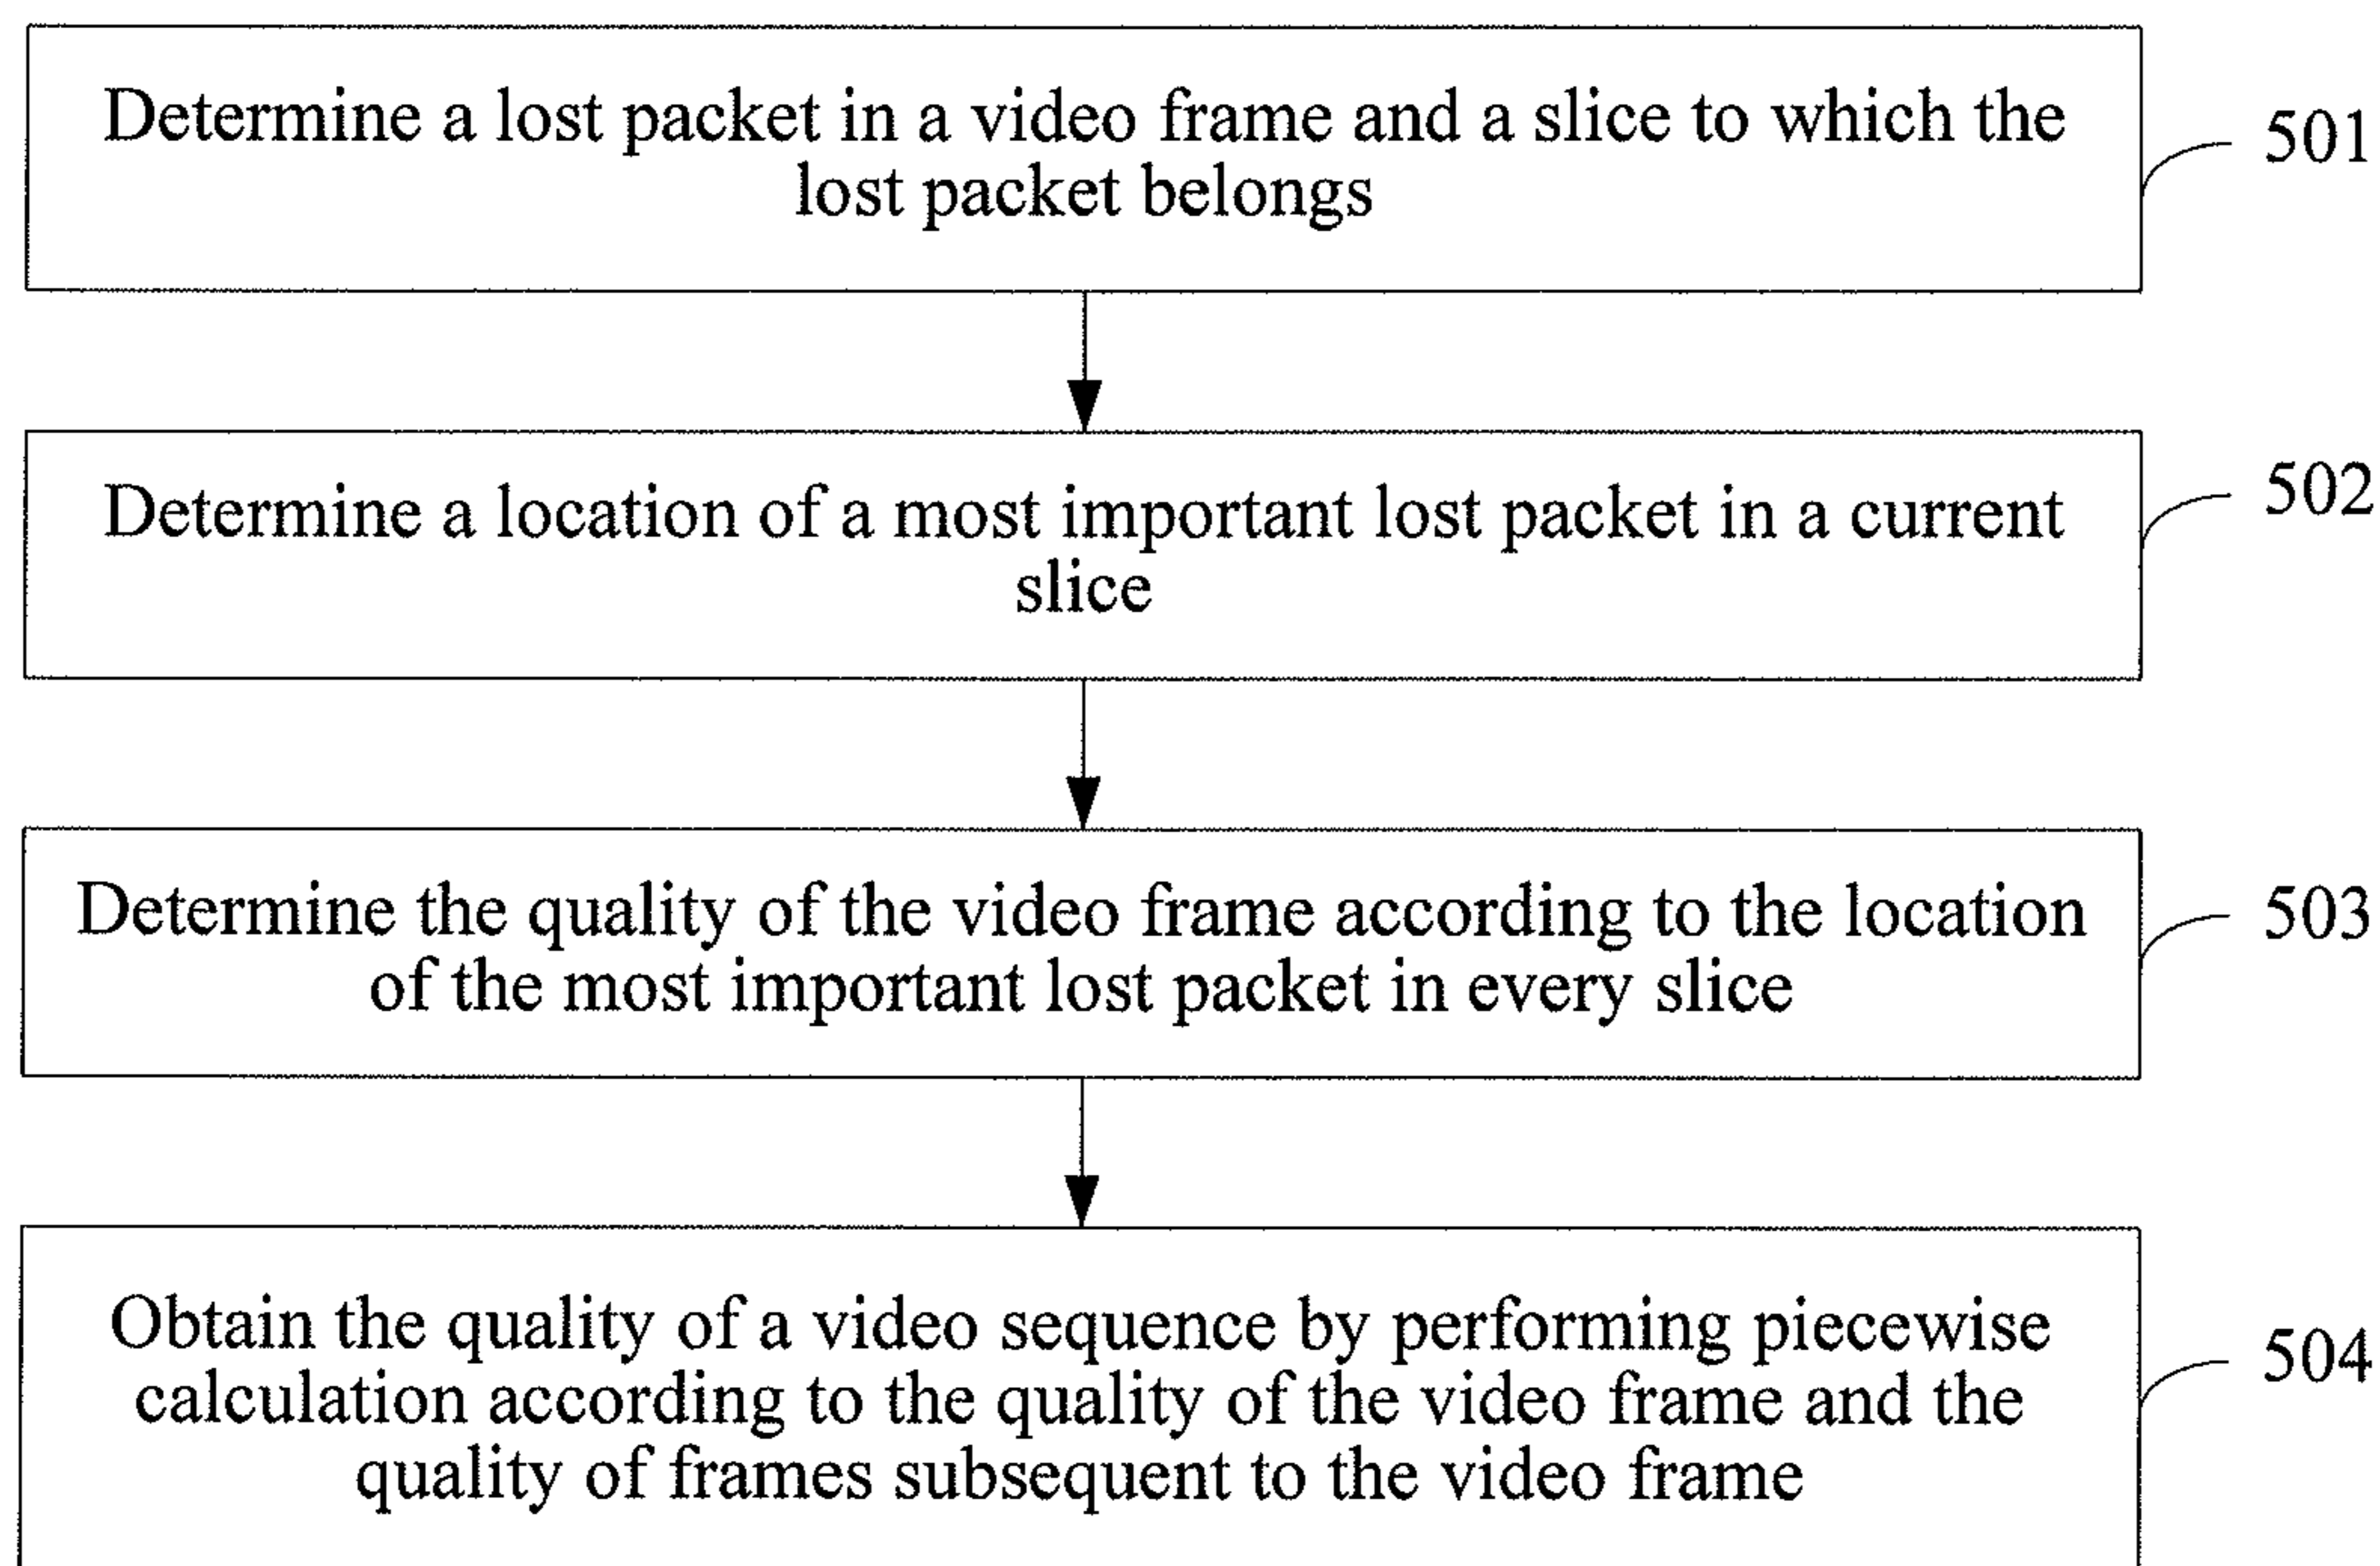 Determine a lost packet in a video frame and a slice to which the
lost packet belongs
501
Determine a location of a most important lost packet in a current
slice
502
Determine the quality of the video frame according to the location
of the most important lost packet in every slice
503
Obtain the quality of a video sequence by performing piecewise
calculation according to the quality of the video frame and the
quality of frames subsequent to the video frame
504